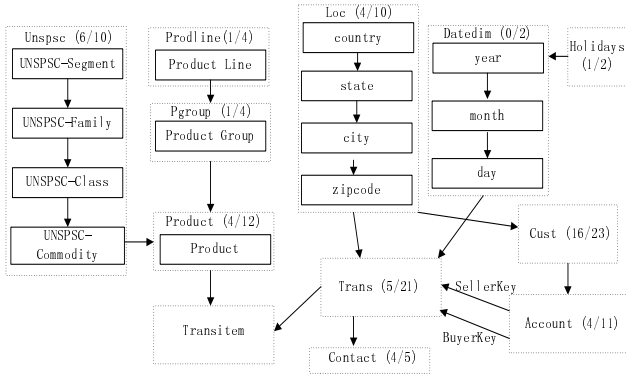 Unspsc (6/10)
UNSPSC-Segment
UNSPSC-Family
UNSPSC-Class
UNSPSC-
Commodity
Prodline(1/4)
Product Line
Pgroup (1/4)
Product Group
Product (4/12)
Product
Transitem
Loc (4/10)
country
state
city
zipcode
Datedim (0/2)
year
month
day
Holidays
(1/2)
Cust (16/23)
Trans (5/21)
SellerKey
BuyerKey
Account (4/11)
Contact (4/5)